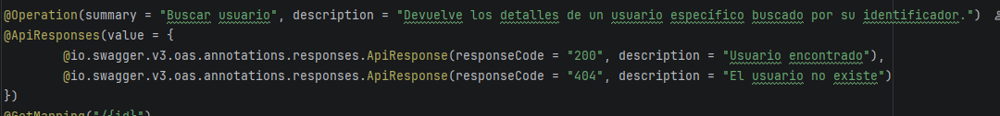 @Operation(summary = "Buscar usuario", description = "Devuelve los detalles de un usuario específico buscado por su identificador.")
@ApiResponses(value = {
@io.swagger.v3.oas.annotations.responses.ApiResponse(responseCode = "200", description = "Usuario encontrado"),
@io.swagger.v3.oas.annotations.responses.ApiResponse(responseCode = "404", description = "El usuario no existe")
})
@GetMapping("/{id}")